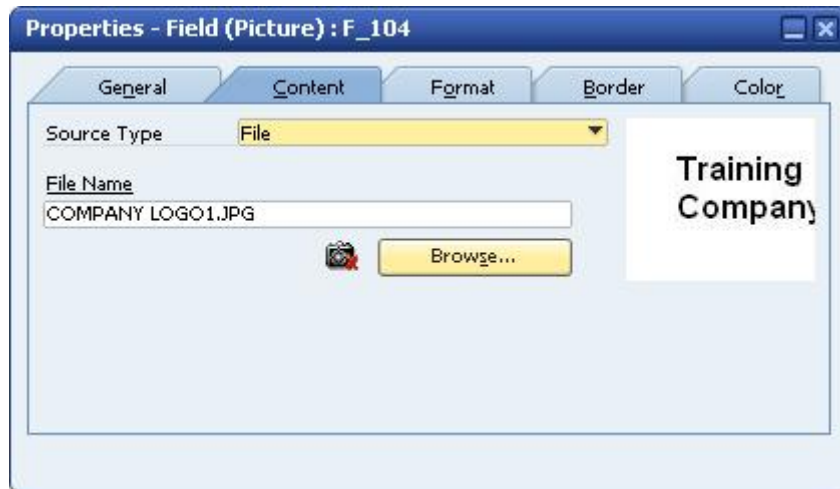 Properties - Field (Picture) : F_104
General Content Format Border Color
Source Type File
File Name
COMPANY LOGO1.JPG
Browse...
Training
Company